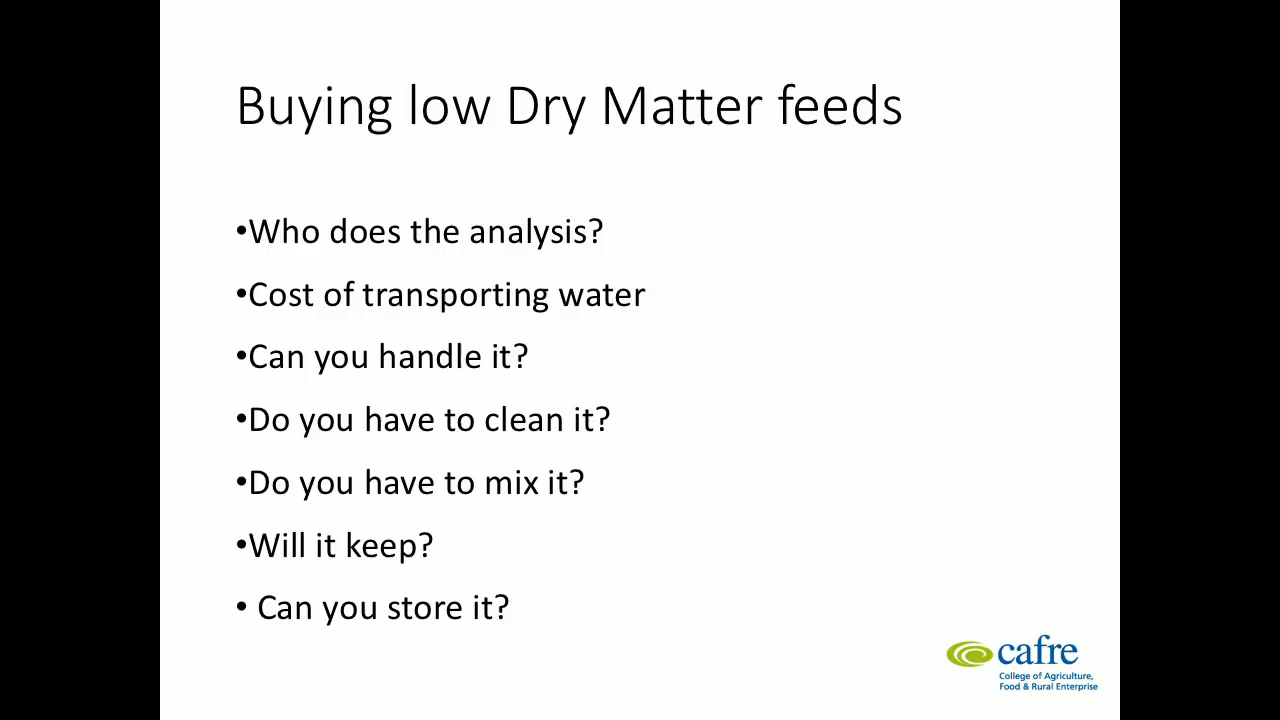 Buying low Dry Matter feeds
•Who does the analysis?
•Cost of transporting water
•Can you handle it?
•Do you have to clean it?
•Do you have to mix it?
•Will it keep?
• Can you store it?
cafre
College of Agriculture,
Food & Rural Enterprise